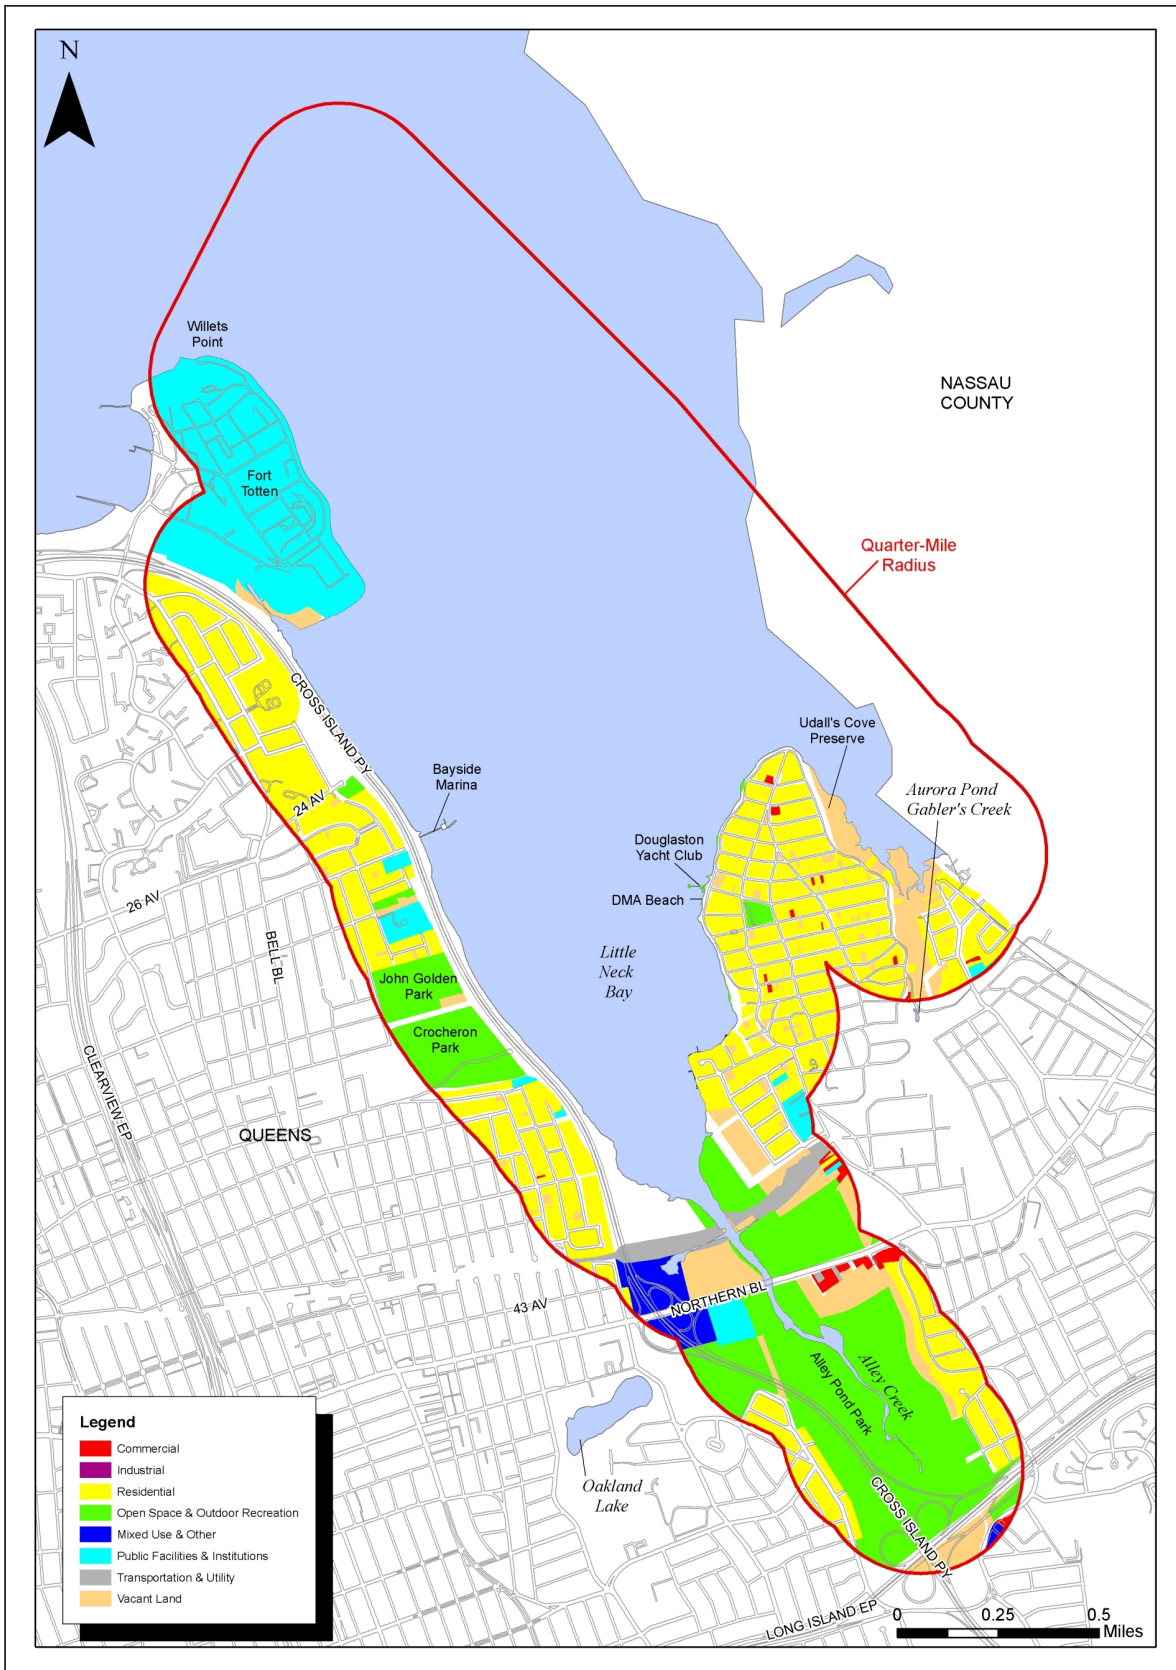 N
Willets
Point
NASSAU
COUNTY
Fort
Totten
Quarter-Mile
Radius
CROSS ISLAND PY
Udall's Cove
Preserve
Bayside
Marina
Aurora Pond
Gabler's Creek
24 AV
Douglaston
Yacht Club
26 AV
DMA Beach
BELL BL
Little
Neck
Bay
John Golden
Park
Crocheron
Park
CLEARVIEW EP
QUEENS
43 AV
NORTHERN BL
Alley Creek
Alley Pond Park
Oakland
Lake
CROSS ISLAND PY
LONG ISLAND EP
Legend
Commercial
Industrial
Residential
Open Space & Outdoor Recreation
Mixed Use & Other
Public Facilities & Institutions
Transportation & Utility
Vacant Land
0 0.25 0.5
Miles